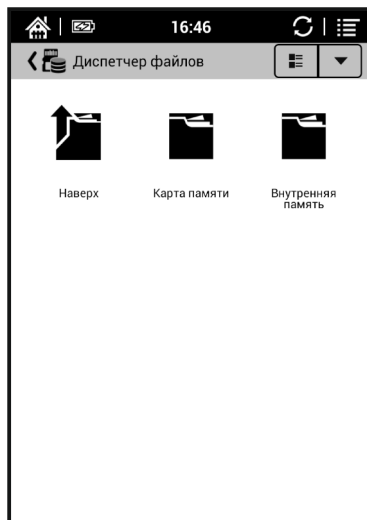 16:46
Диспетчер файлов
Наверх
Карта памяти
Внутренняя
память